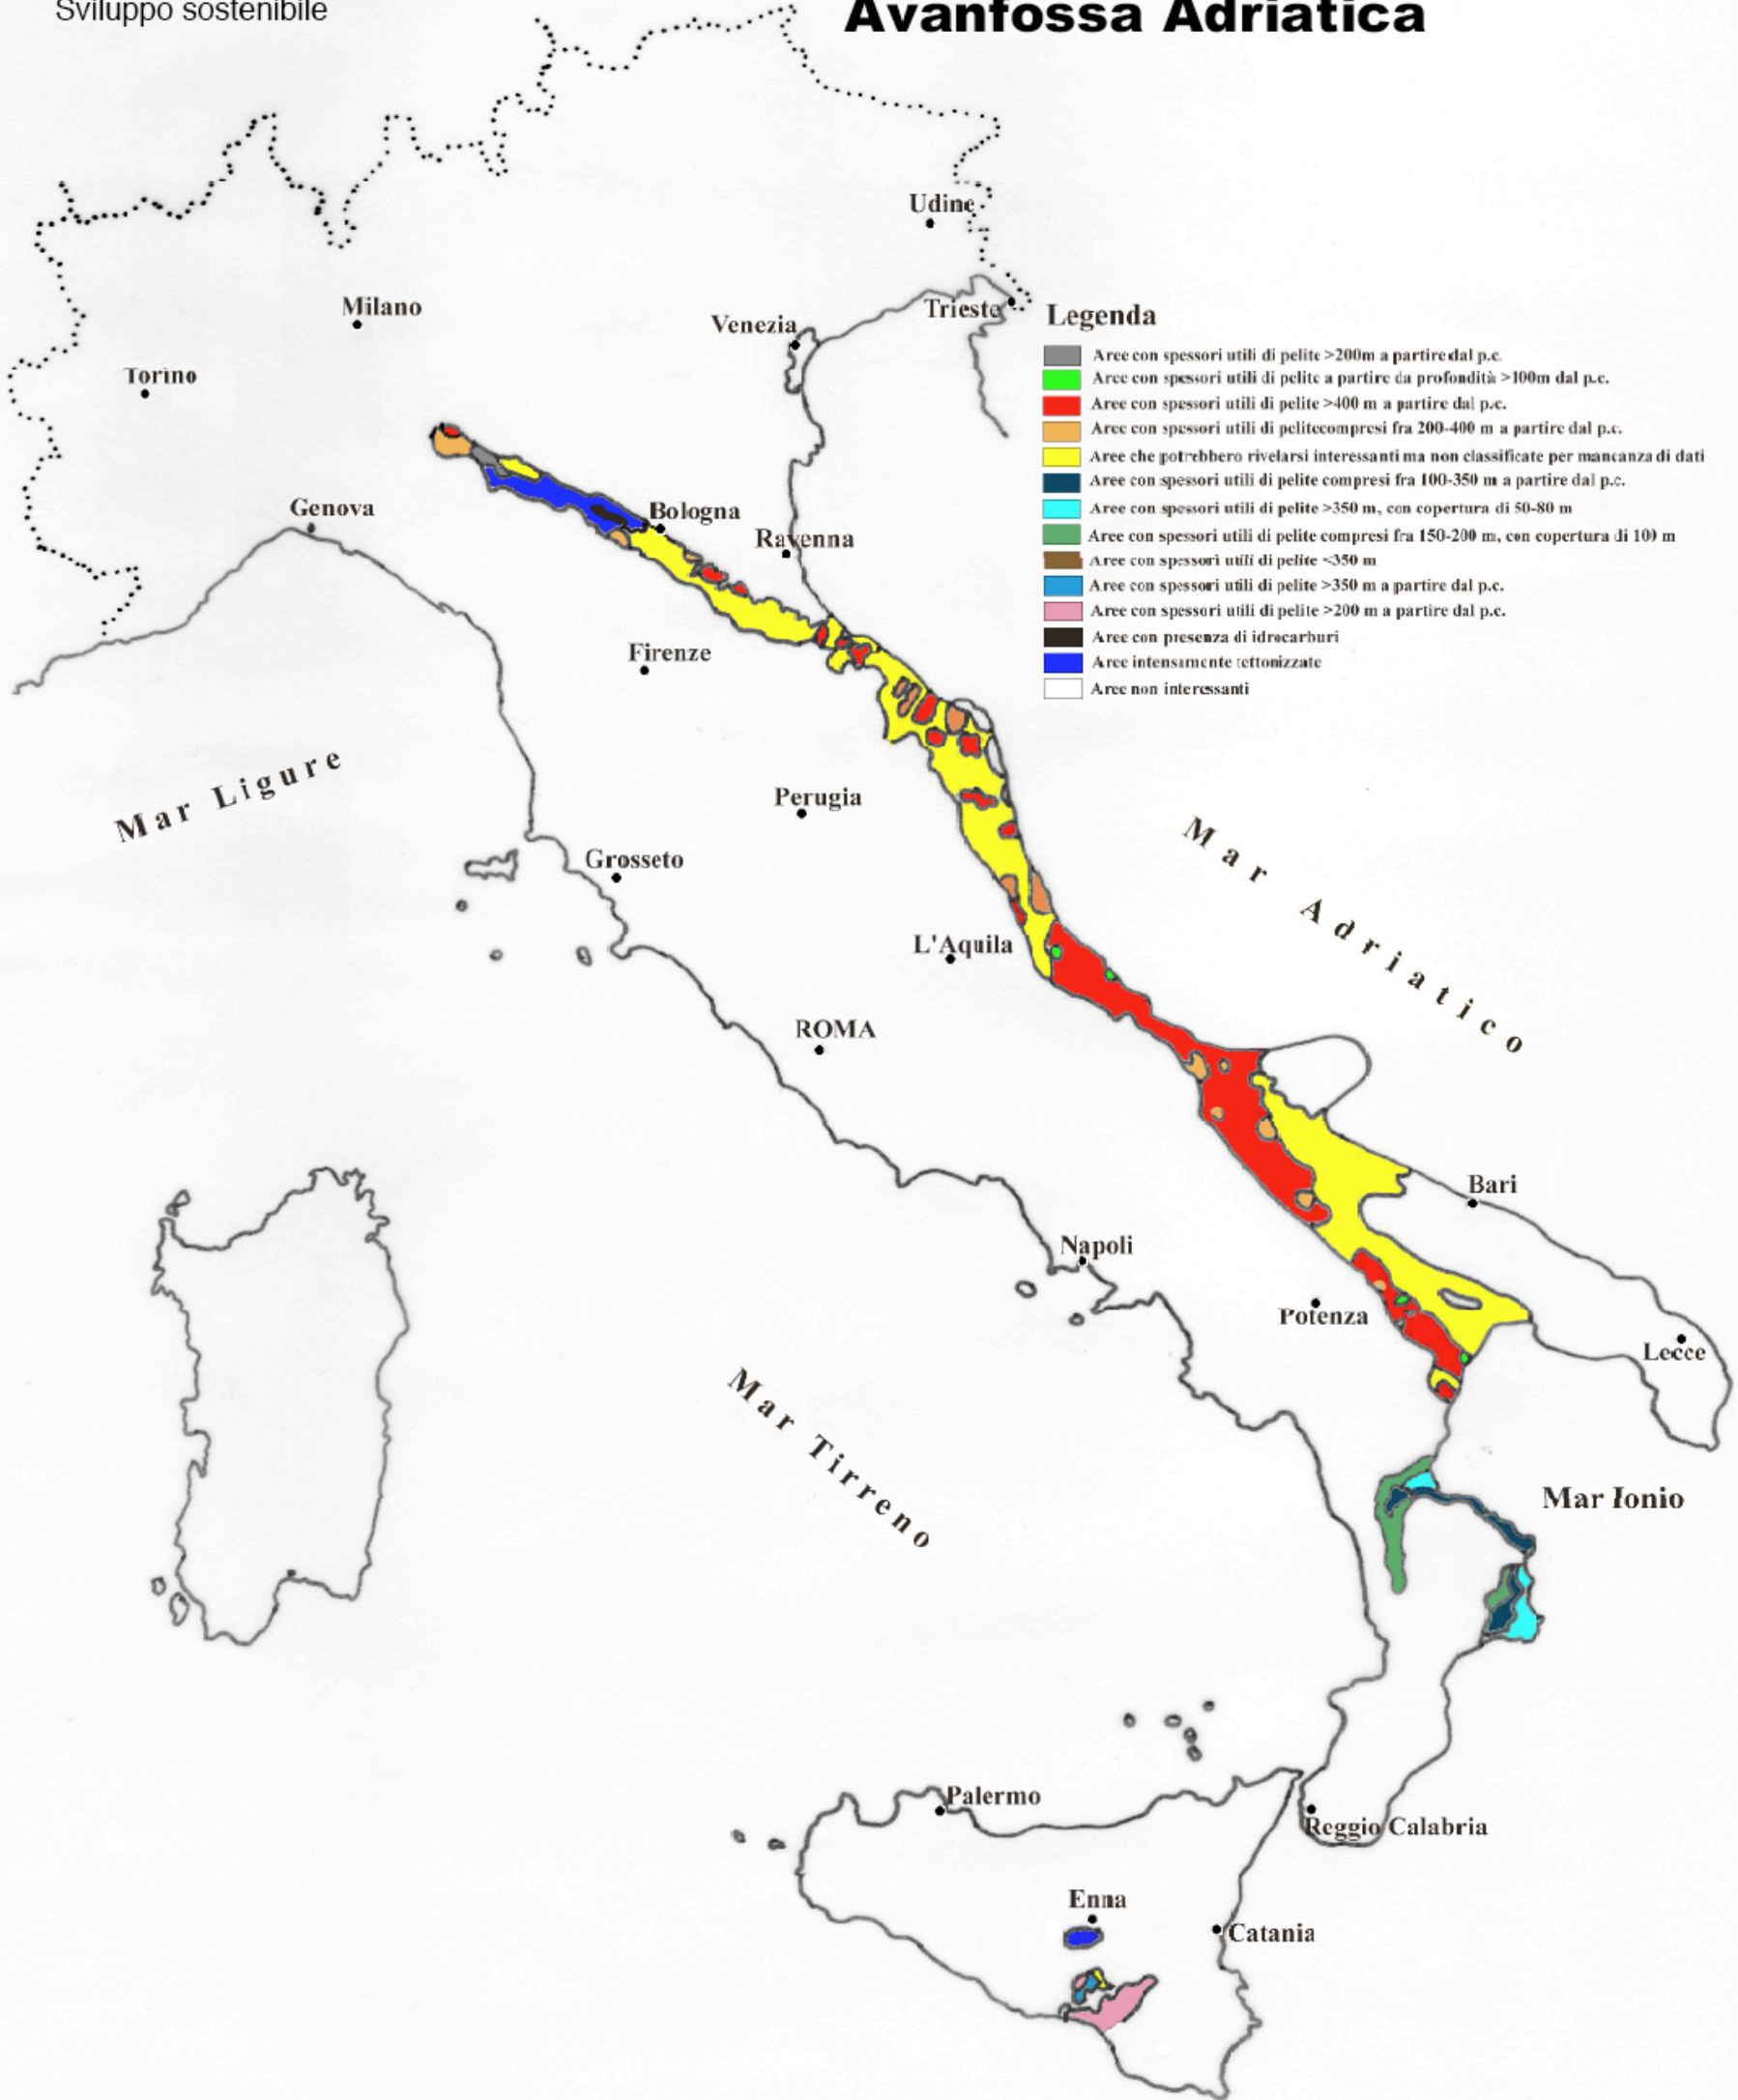 Sviluppo sostenibile
Avanfossa Adriatica
Udine
Milano
Venezia
Trieste
Torino
Legenda
Aree con spessori utili di pelite >200m a partire dal p.c.
Aree con spessori utili di pelite a partire da profondità >100m dal p.c.
Aree con spessori utili di pelite >400 m a partire dal p.c.
Aree con spessori utili di pelitecompresi fra 200-400 m a partire dal p.c.
Aree che potrebbero rivelarsi interessanti ma non classificate per mancanza di dati
Aree con spessori utili di pelite compresi fra 100-350 m a partire dal p.c.
Aree con spessori utili di pelite >350 m, con copertura di 50-80 m
Aree con spessori utili di pelite compresi fra 150-200 m, con copertura di 100 m
Aree con spessori utili di pelite <350 m
Aree con spessori utili di pelite >350 m a partire dal p.c.
Aree con spessori utili di pelite >200 m a partire dal p.c.
Aree con presenza di idrocarburi
Aree intensamente tettonizzate
Aree non interessanti
Genova
Bologna
Ravenna
Firenze
Mar Ligure
Perugia
Mar Adriatico
Grosseto
L'Aquila
ROMA
Bari
Napoli
Potenza
Lecce
Mar Tirreno
Mar Ionio
Palermo
Reggio Calabria
Enna
Catania